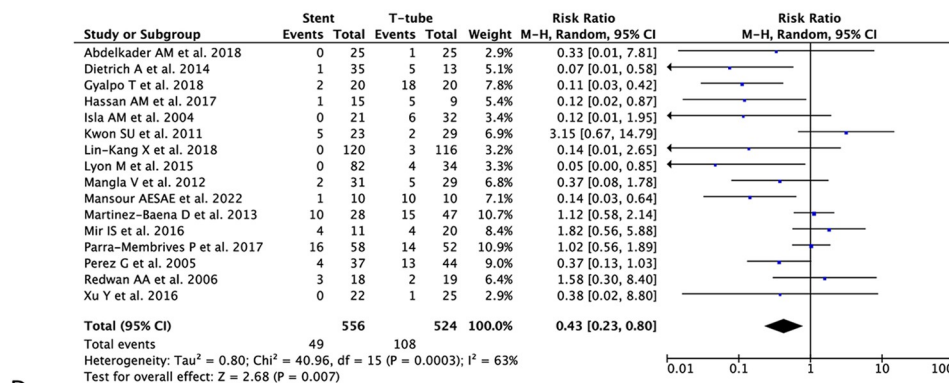 Stent T-tube Risk Ratio Risk Ratio
Study or Subgroup Events Total Events Total Weight M-H, Random, 95% CI M-H, Random, 95% CI
Abdelkader AM et al. 2018 0 25 1 25 2.9% 0.33 [0.01, 7.81]
Dietrich A et al. 2014 1 35 5 13 5.1% 0.07 [0.01, 0.58]
Gyalpo T et al. 2018 2 20 18 20 7.8% 0.11 [0.03, 0.42]
Hassan AM et al. 2017 1 15 5 9 5.4% 0.12 [0.02, 0.87]
Isla AM et al. 2004 0 21 6 32 3.4% 0.12 [0.01, 1.95]
Kwon SU et al. 2011 5 23 2 29 6.9% 3.15 [0.67, 14.79]
Lin-Kang X et al. 2018 0 120 3 116 3.2% 0.14 [0.01, 2.65]
Lyon M et al. 2015 0 82 4 34 3.3% 0.05 [0.00, 0.85]
Mangla V et al. 2012 2 31 5 29 6.8% 0.37 [0.08, 1.78]
Mansour AESAE et al. 2022 1 10 10 10 7.1% 0.14 [0.03, 0.64]
Martinez-Baena D et al. 2013 10 28 15 47 10.7% 1.12 [0.58, 2.14]
Mir IS et al. 2016 4 11 4 20 8.4% 1.82 [0.56, 5.88]
Parra-Membrives P et al. 2017 16 58 14 52 10.9% 1.02 [0.56, 1.89]
Perez G et al. 2005 4 37 13 44 9.0% 0.37 [0.13, 1.03]
Redwan AA et al. 2006 3 18 2 19 6.1% 1.58 [0.30, 8.40]
Xu Y et al. 2016 0 22 1 25 2.9% 0.38 [0.02, 8.80]
Total (95% CI) 556 524 100.0% 0.43 [0.23, 0.80]
Total events 49 108
Heterogeneity: Tau² = 0.80; Chi² = 40.96, df = 15 (P = 0.0003); I² = 63%
Test for overall effect: Z = 2.68 (P = 0.007)
0.01 0.1 1 10